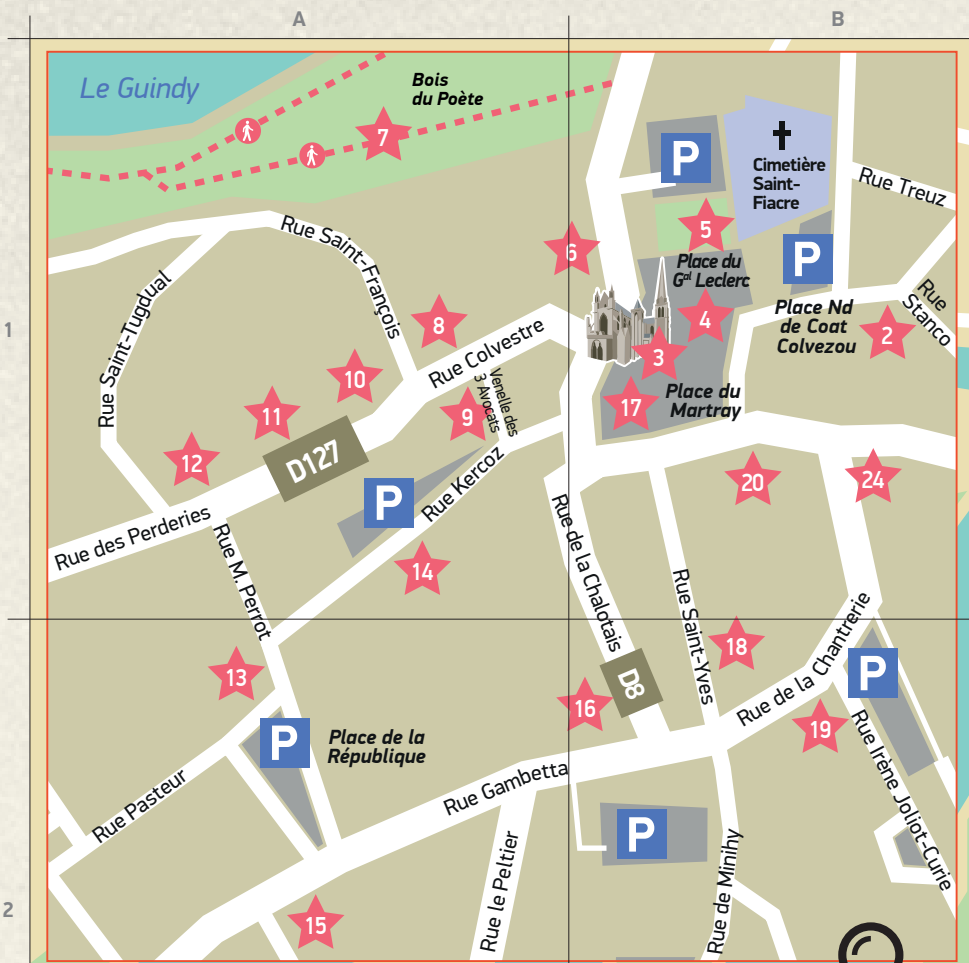 A
B
Le Guindy
Bois
du Poète
7
P
Cimetière
Saint-
Fiacre
Rue Treuz
5
6
P
Place du
Gal Leclerc
Rue Saint-François
Rue Saint-Tugdual
Rue
Stanco
Place Nd
de Coat
Colvezou
1
2
4
8
3
Rue Colvestre
Venelle des
3 Avocats
10
Place du
Martray
17
9
11
12
D127
P
Rue Kercoz
20
24
Rue des Perderies
Rue M. Perrot
14
Rue de la Chalotais
Rue Saint-Yves
Rue de la Chantrerie
13
18
P
D8
16
19
P
Place de la
République
Rue Gambetta
Rue Irène Joliot-Curie
Rue Pasteur
P
Rue le Peltier
Rue de Minihy
2
15